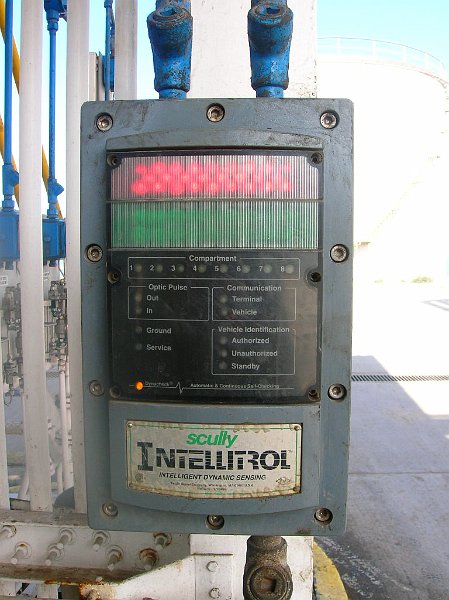 Compartment
1 2 3 4 5 6 7 8
Optic Pulse
Communication
Out
Terminal
In
Vehicle
Ground
Vehicle Identification
Authorized
Service
Unauthorized
Standby
Dynacheck
Automatic & Continuous Self-Checking
scully
INTELLITROL
INTELLIGENT DYNAMIC SENSING